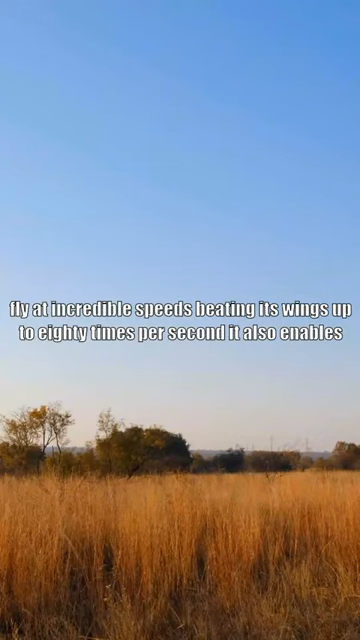 fly at incredible speeds beating its wings up
to eighty times per second it also enables